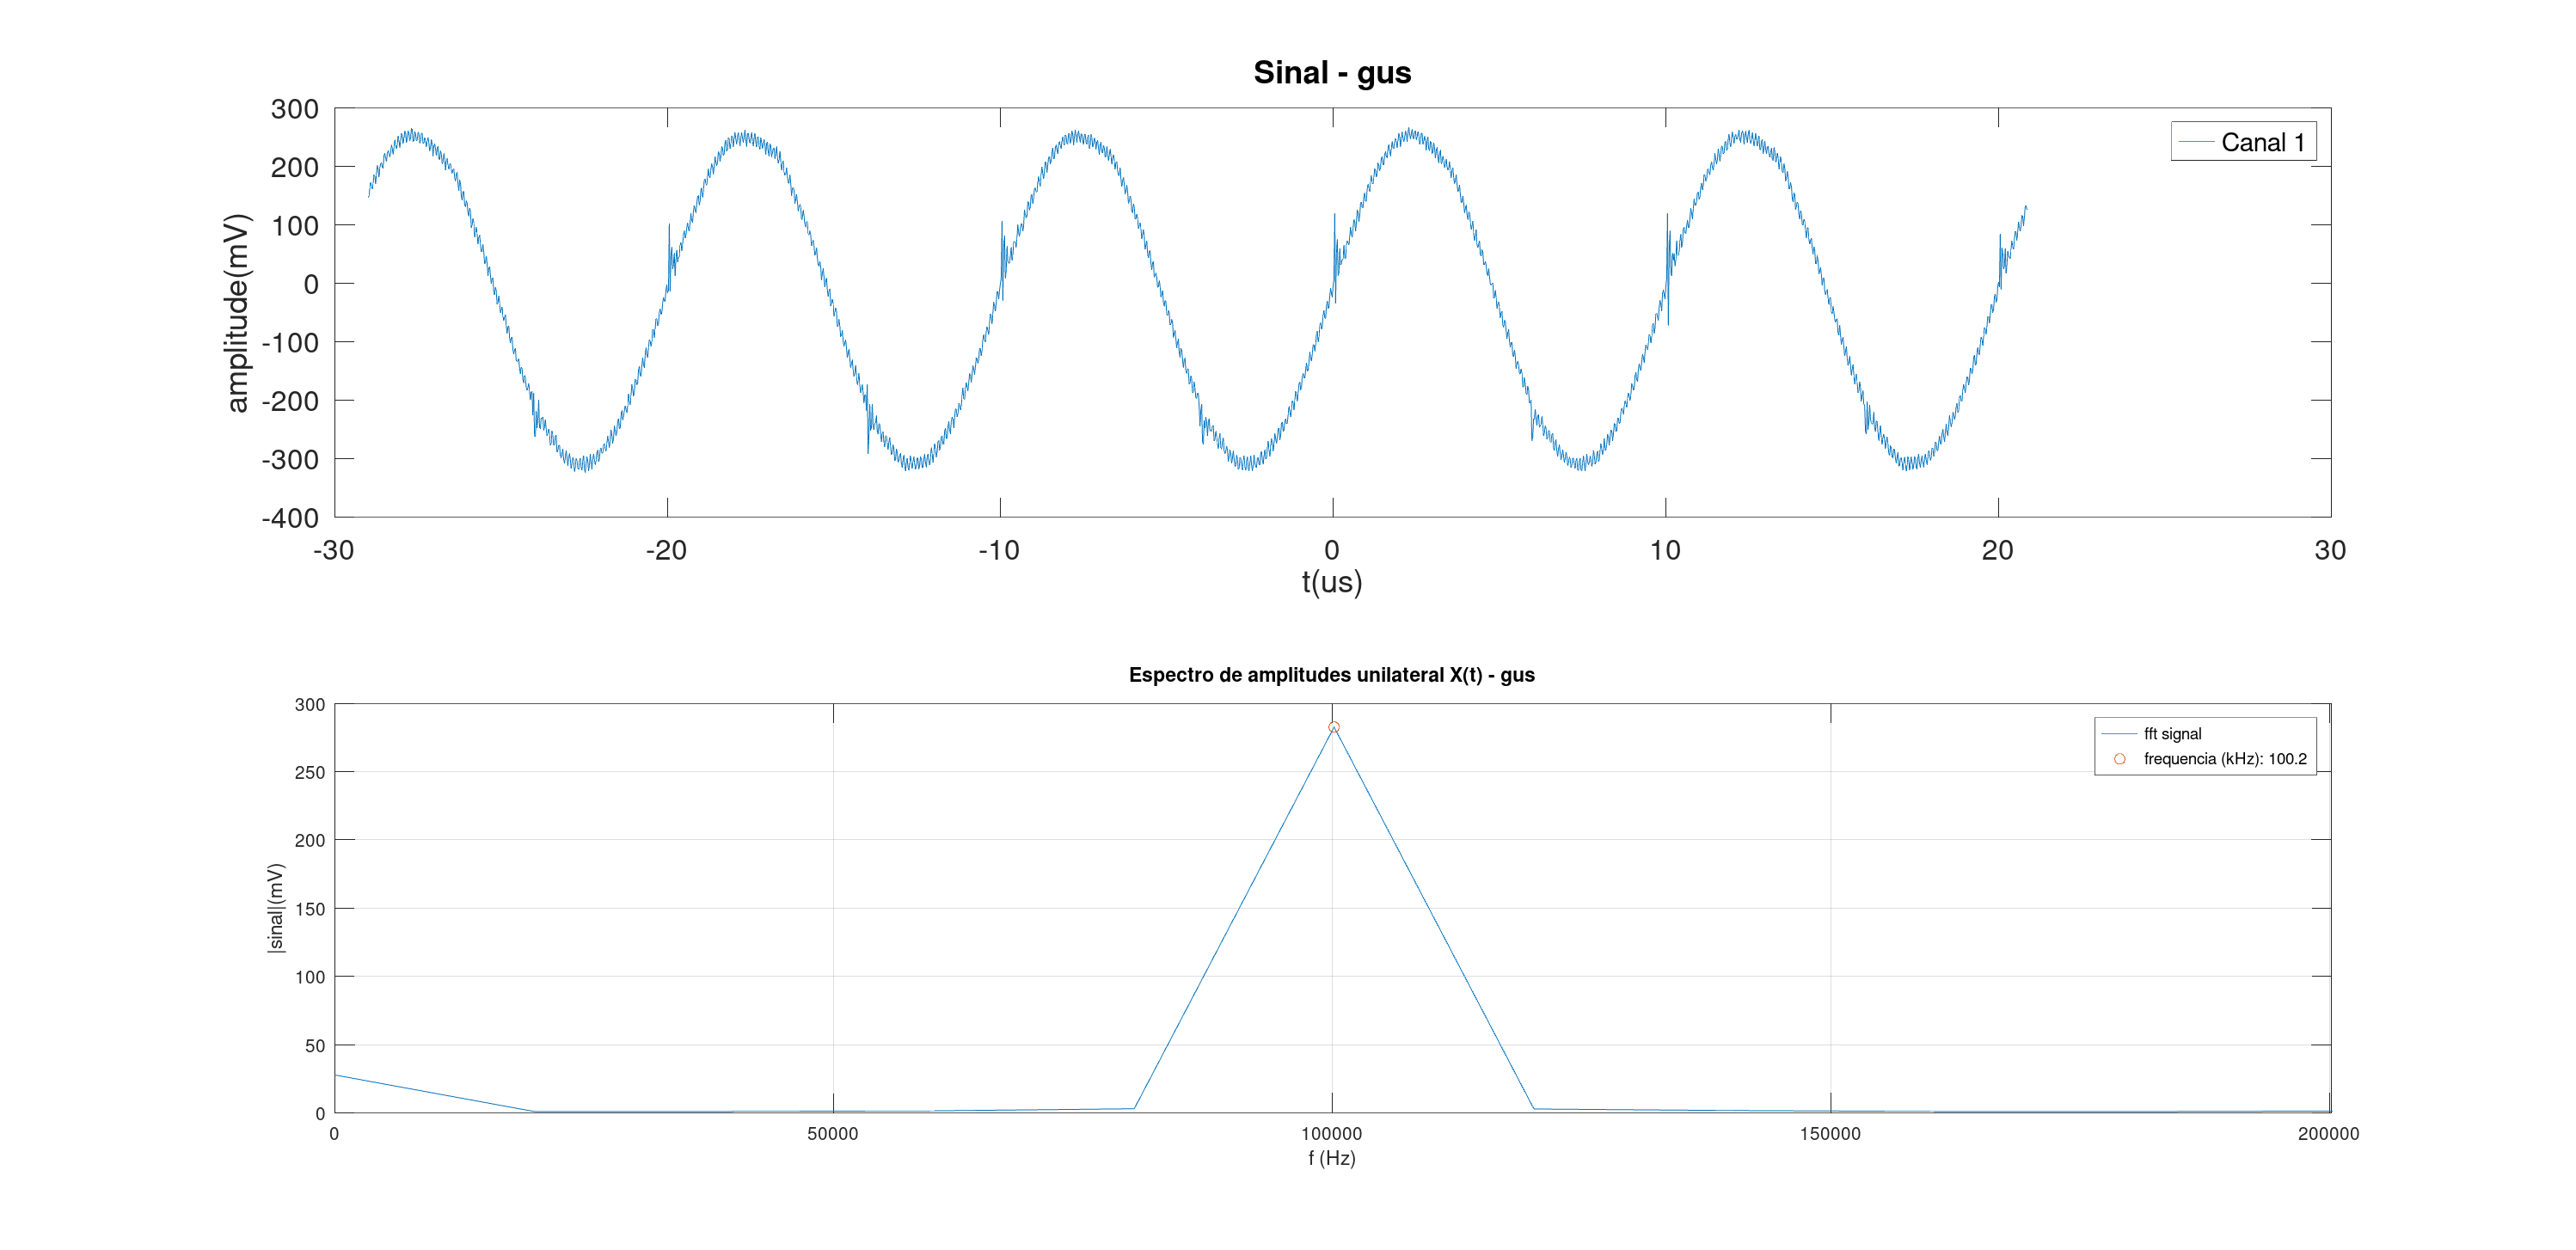 Sinal - gus
300
200
100
0
-100
-200
-300
-400
amplitude(mV)
Canal 1
-30 -20 -10 0 10 20 30
t(us)
Espectro de amplitudes unilateral X(t) - gus
300
250
200
150
100
50
0
|sinal|(mV)
fft signal
frequencia (kHz): 100.2
0 50000 100000 150000 200000
f (Hz)